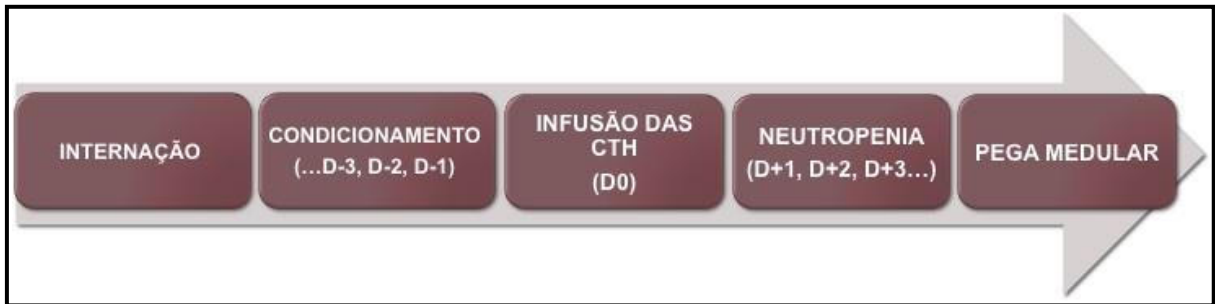 INTERNAÇÃO
CONDICIONAMENTO
(...D-3, D-2, D-1)
INFUSÃO DAS
CTH
(D0)
NEUTROPENIA
(D+1, D+2, D+3...)
PEGA MEDULAR